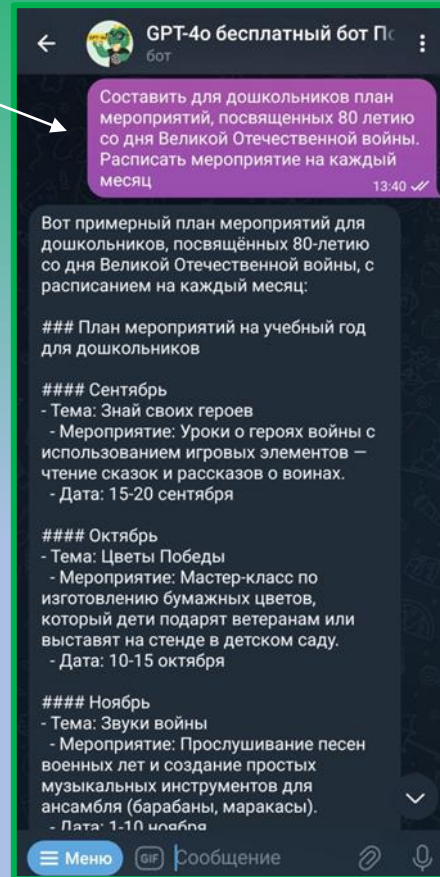 GPT-4o бесплатный бот
бот
Составить для дошкольников план
мероприятий, посвященных 80 летию
со дня Великой Отечественной войны.
Расписать мероприятие на каждый
месяц
13:40
Вот примерный план мероприятий для
дошкольников, посвящённых 80-летию
со дня Великой Отечественной войны, с
расписанием на каждый месяц:
### План мероприятий на учебный год
для дошкольников
#### Сентябрь
- Тема: Знай своих героев
- Мероприятие: Уроки о героях войны с
использованием игровых элементов —
чтение сказок и рассказов о воинах.
- Дата: 15-20 сентября
#### Октябрь
- Тема: Цветы Победы
- Мероприятие: Мастер-класс по
изготовлению бумажных цветов,
который дети подарят ветеранам или
выставят на стенде в детском саду.
- Дата: 10-15 октября
#### Ноябрь
- Тема: Звуки войны
- Мероприятие: Прослушивание песен
военных лет и создание простых
музыкальных инструментов для
ансамбля (барабаны, маракасы).
- Дата: 1-10 ноября
Меню GIF Сообщение